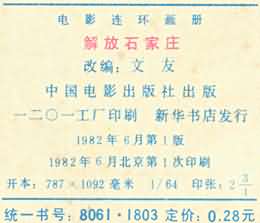 电影连环画册
解放石家庄
改编：文友
中国电影出版社出版
一二〇一工厂印刷 新华书店发行
1982年6月第1版
1982年6月北京第1次印刷
开本：787×1092毫米 1/64 印张：2 3/1
统一书号：8061·1803 定价：0.28元